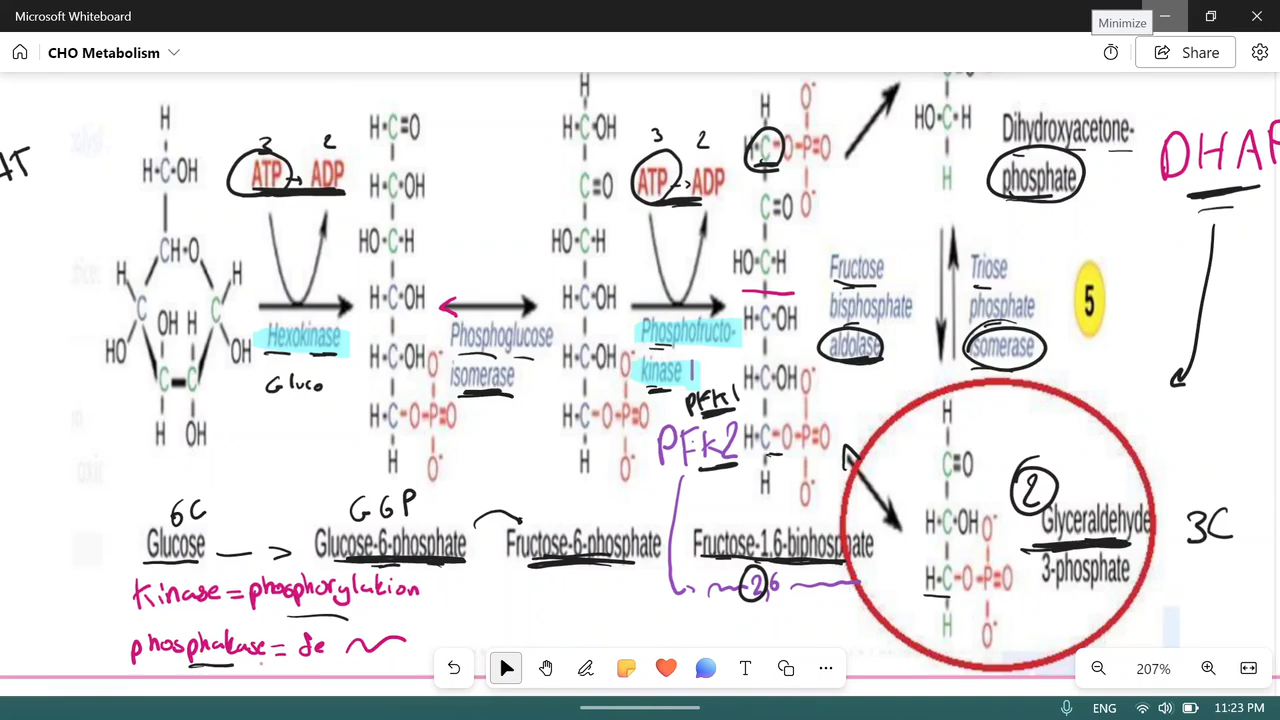 Microsoft Whiteboard
Minimize
CHO Metabolism
Share
H
H-C-OH
CH-O
H
H
C
C
OH H
HO
OH
C
C
H
OH
3
2
ATP → ADP
Hexokinase
Gluco
H-C=O
H-C-OH
HO-C-H
H-C-OH
H-C-OH
O-
H-C-O-P=O
H
O-
Phosphoglucose
isomerase
H
H-C-OH
C=O
HO-C-H
H-C-OH
H-C-OH
O-
H-C-O-P=O
H
O-
3
2
ATP → ADP
Phosphofructo-
kinase 1
PFK1
PFK2
H
O-
H-C-O-P=O
C=O
O-
HO-C-H
H-C-OH
H-C-OH
O-
H-C-O-P=O
H
O-
Fructose
bisphosphate
aldolase
HO-C-H
H
Dihydroxyacetone-
phosphate
DHAP
Triose
phosphate
isomerase
5
H
C=O
H-C-OH
O-
H-C-O-P=O
H
O-
2
Glyceraldehyde
3-phosphate
3C
6C
G6P
Glucose
Glucose-6-phosphate
Fructose-6-phosphate
Fructose-1,6-biphosphate
2,6
Kinase = phosphorylation
phosphatase = de
207%
ENG
11:23 PM